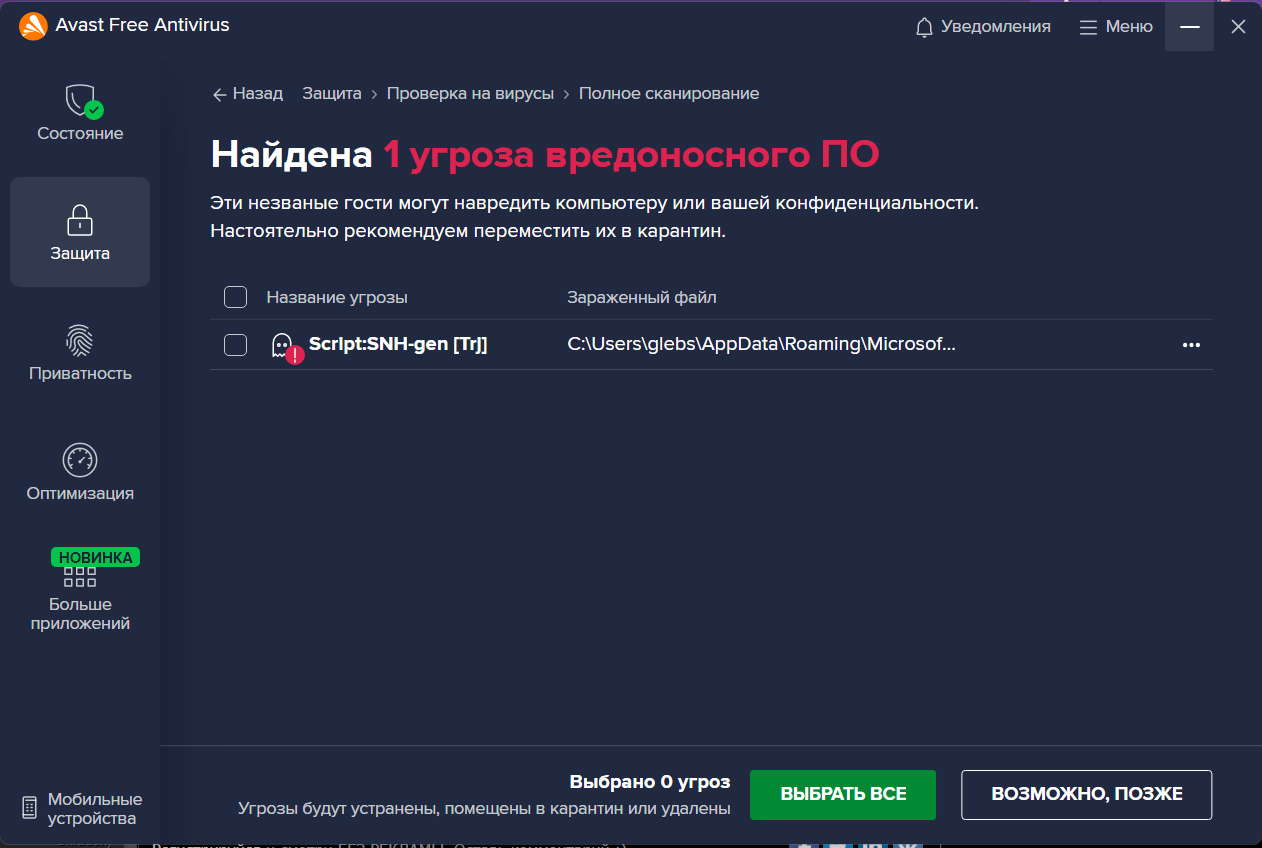 Avast Free Antivirus
Уведомления
Меню
Состояние
Защита
Приватность
Оптимизация
НОВИНКА
Больше
приложений
Мобильные
устройства
Назад Защита > Проверка на вирусы > Полное сканирование
Найдена 1 угроза вредоносного ПО
Эти незваные гости могут навредить компьютеру или вашей конфиденциальности.
Настоятельно рекомендуем переместить их в карантин.
Название угрозы Зараженный файл
Script:SNH-gen [Trj] C:\Users\glebs\AppData\Roaming\Microsof...
Выбрано 0 угроз
Угрозы будут устранены, помещены в карантин или удалены
ВЫБРАТЬ ВСЕ
ВОЗМОЖНО, ПОЗЖЕ